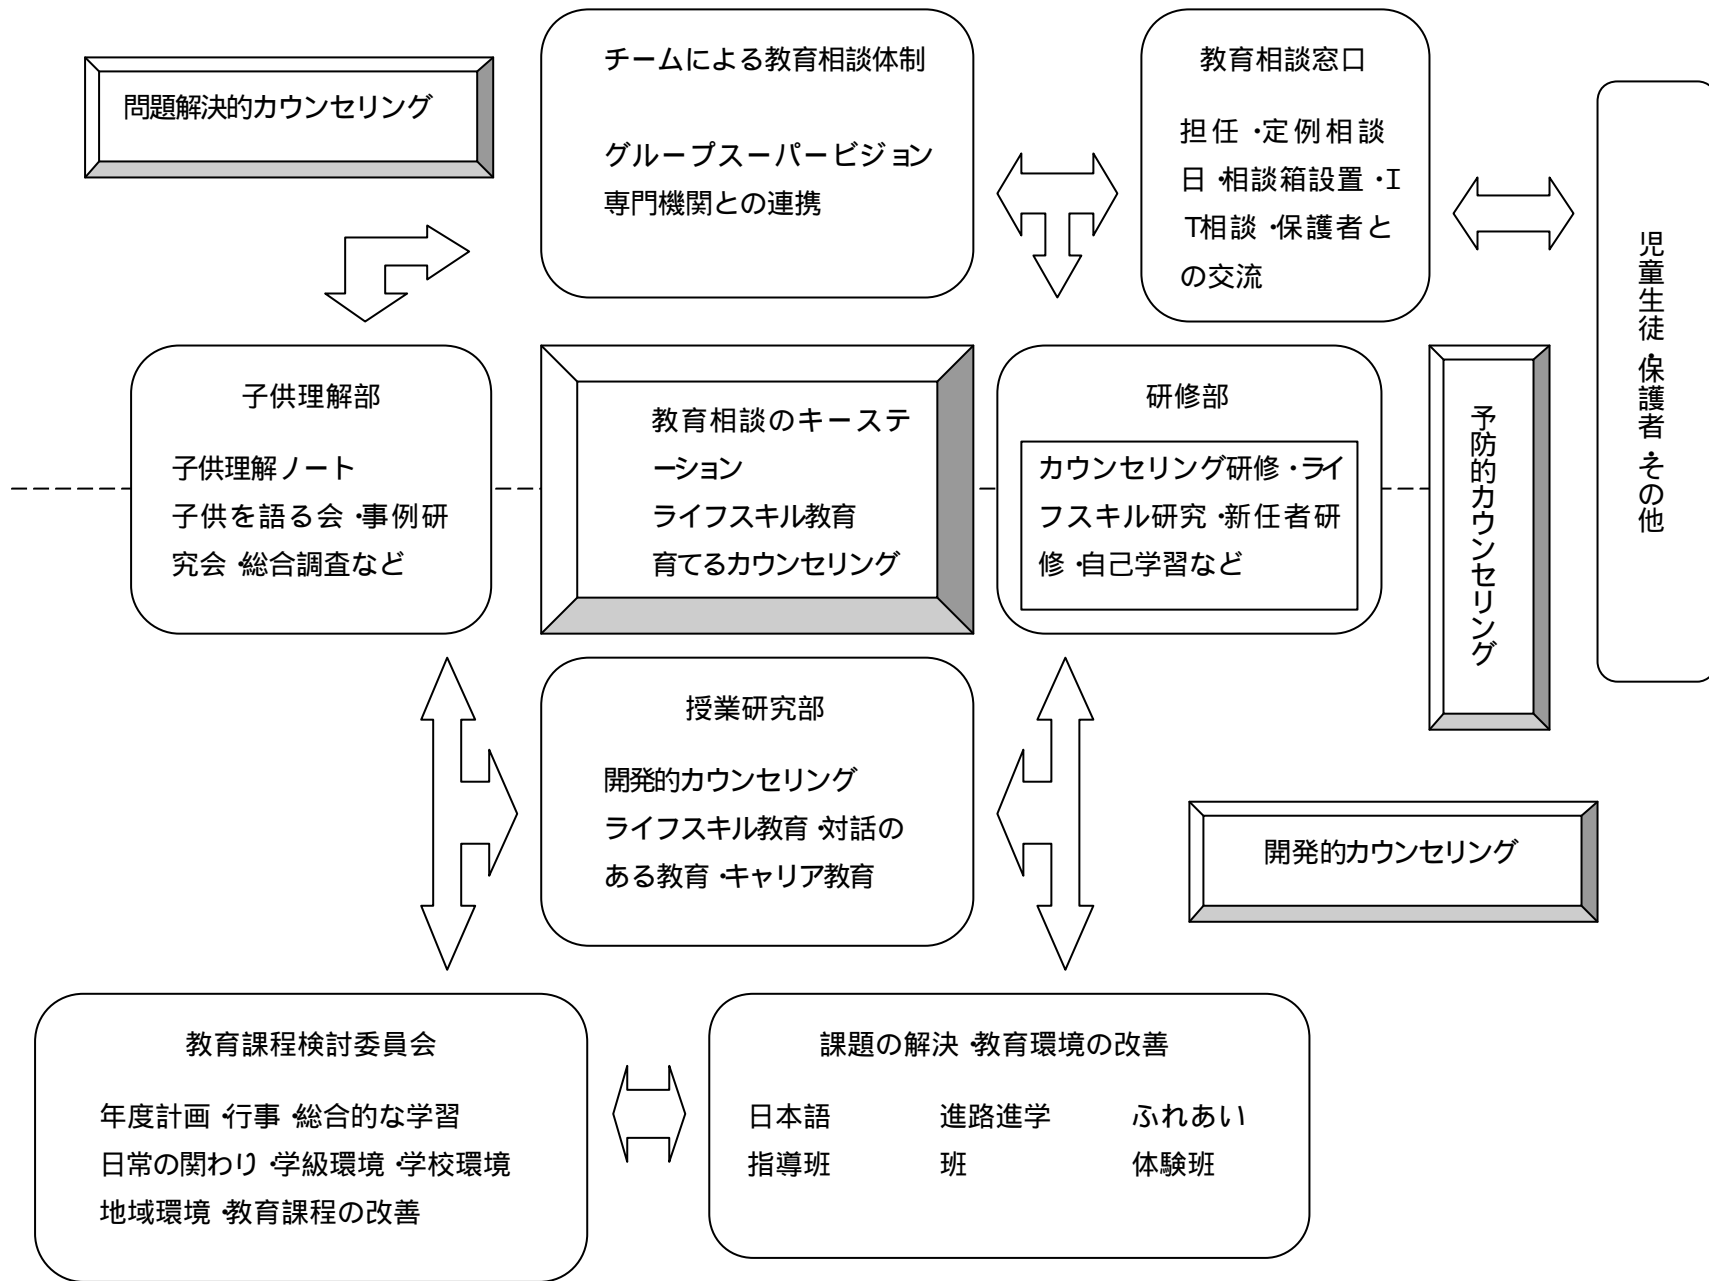 問題解決的カウンセリング
チームによる教育相談体制
グループスーパービジョン
専門機関との連携
教育相談窓口
担任・定例相談
日・相談箱設置・I
T相談・保護者と
の交流
児童生徒・保護者・その他
子供理解部
子供理解ノート
子供を語る会・事例研
究会・総合調査など
教育相談のキーステ
ーション
ライフスキル教育
育てるカウンセリング
研修部
カウンセリング研修・ライ
フスキル研究・新任者研
修・自己学習など
予防的カウンセリング
授業研究部
開発的カウンセリング
ライフスキル教育・対話の
ある教育・キャリア教育
開発的カウンセリング
教育課程検討委員会
年度計画・行事・総合的な学習
日常の関わり・学級環境・学校環境
地域環境・教育課程の改善
課題の解決・教育環境の改善
日本語 進路進学 ふれあい
指導班 班 体験班